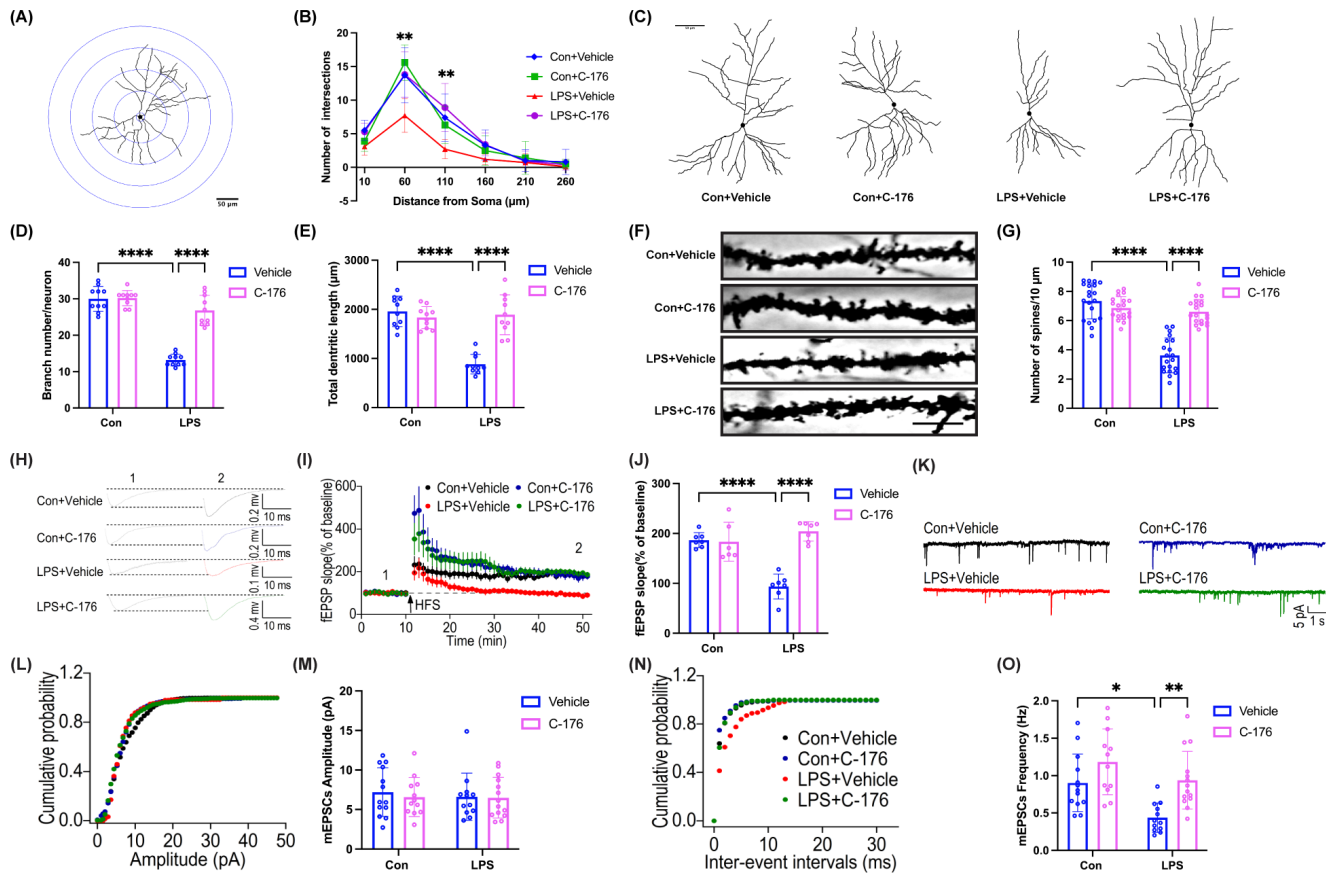 (A)
50 µm
(B)
Number of intersections
20
15
10
5
0
-5
10 60 110 160 210 260
Distance from Soma (µm)
**
**
Con+Vehicle
Con+C-176
LPS+Vehicle
LPS+C-176
(C)
Con+Vehicle
Con+C-176
LPS+Vehicle
LPS+C-176
(D)
Branch number/neuron
40
30
20
10
0
Con LPS
**** ****
Vehicle
C-176
(E)
Total dentritic length (µm)
3000
2000
1000
0
Con LPS
**** ****
Vehicle
C-176
(F)
Con+Vehicle
Con+C-176
LPS+Vehicle
LPS+C-176
(G)
Number of spines/10 µm
10
8
6
4
2
0
Con LPS
**** ****
Vehicle
C-176
(H)
1 2
Con+Vehicle
0.2 mv
10 ms
Con+C-176
0.2 mv
10 ms
LPS+Vehicle
0.1 mv
10 ms
LPS+C-176
0.4 mv
10 ms
(I)
fEPSP slope(% of baseline)
600
400
200
0
0 10 20 30 40 50
Time (min)
Con+Vehicle Con+C-176
LPS+Vehicle LPS+C-176
1
2
HFS
(J)
fEPSP slope(% of baseline)
300
200
100
0
Con LPS
**** ****
Vehicle
C-176
(K)
Con+Vehicle Con+C-176
LPS+Vehicle LPS+C-176
5 pA
1 s
(L)
Cumulative probability
1.2
0.8
0.4
0.0
0 10 20 30 40 50
Amplitude (pA)
(M)
mEPSCs Amplitude (pA)
20
15
10
5
0
Con LPS
Vehicle
C-176
(N)
Cumulative probability
1.2
0.8
0.4
0.0
0 10 20 30
Inter-event intervals (ms)
Con+Vehicle
Con+C-176
LPS+Vehicle
LPS+C-176
(O)
mEPSCs Frequency (Hz)
2.0
1.5
1.0
0.5
0.0
Con LPS
* **
Vehicle
C-176